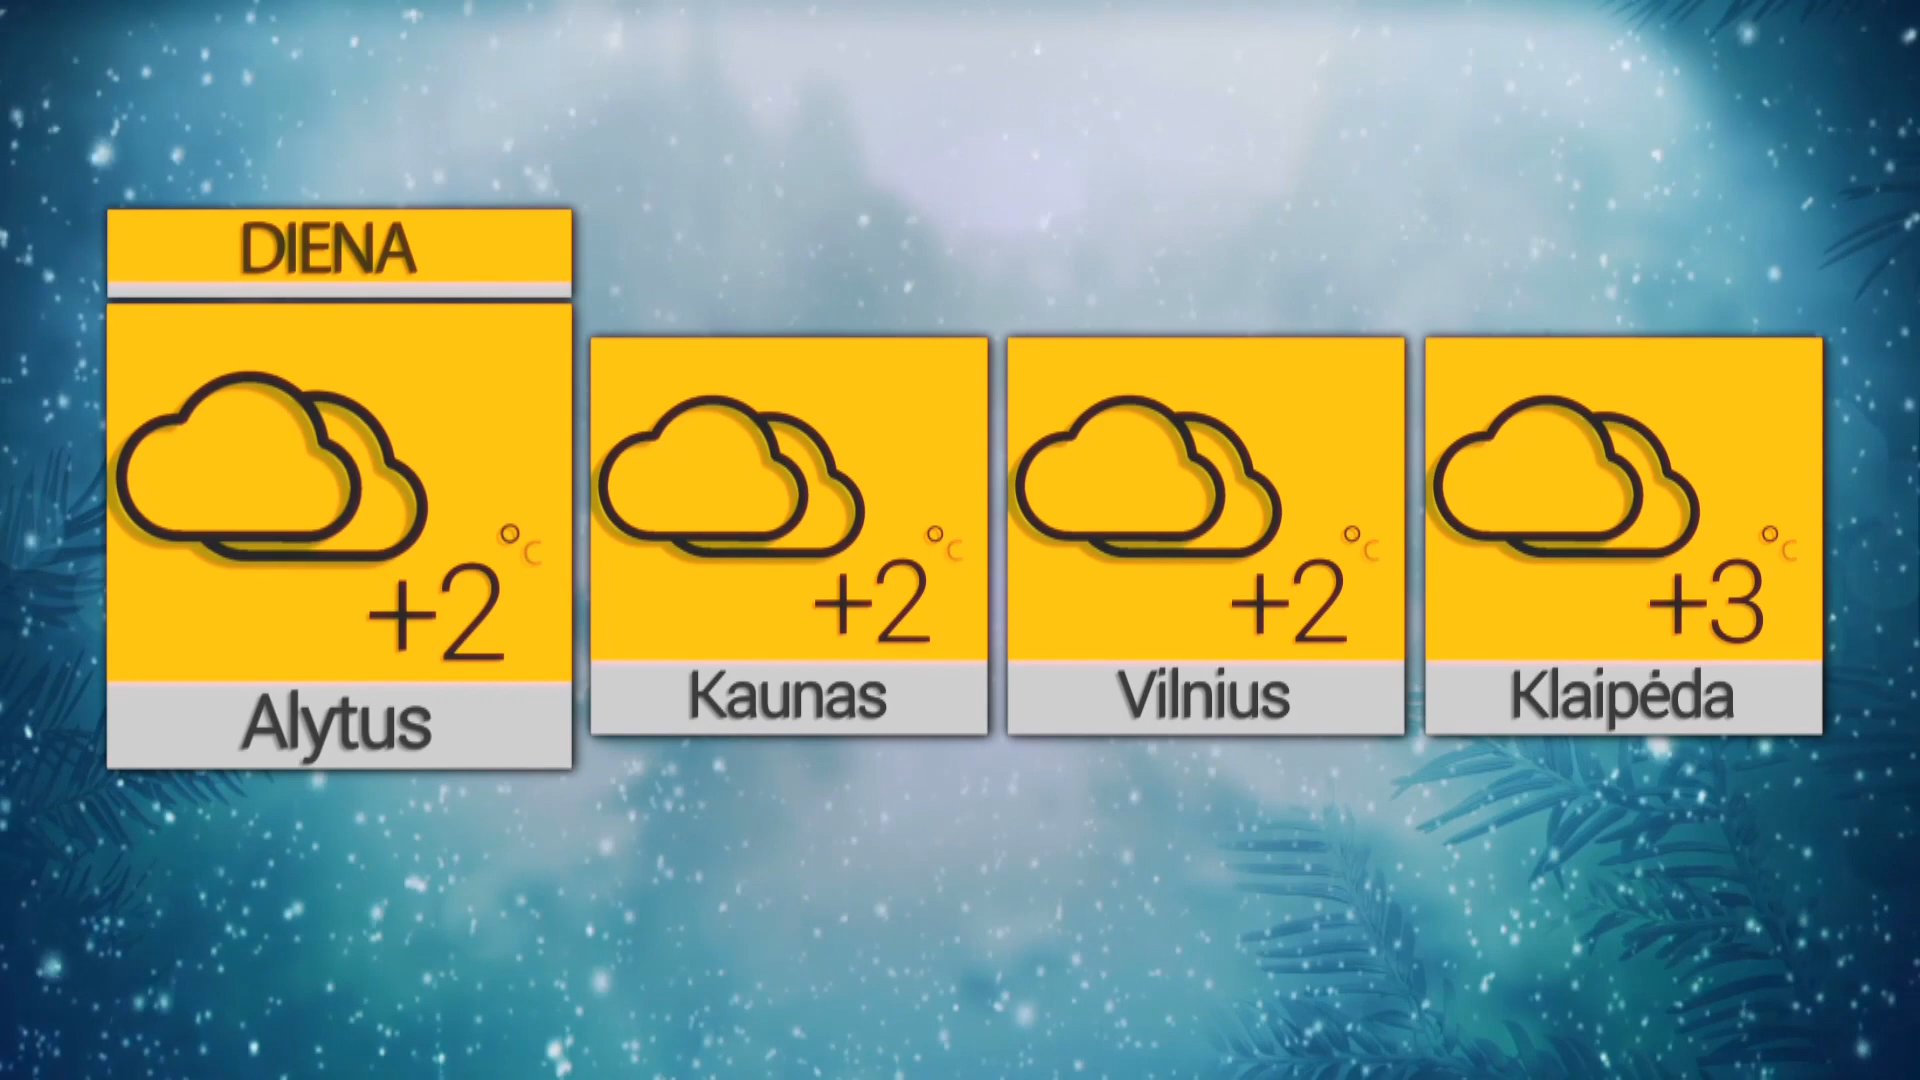 DIENA
+2 °C
Alytus
+2 °C
Kaunas
+2 °C
Vilnius
+3 °C
Klaipėda